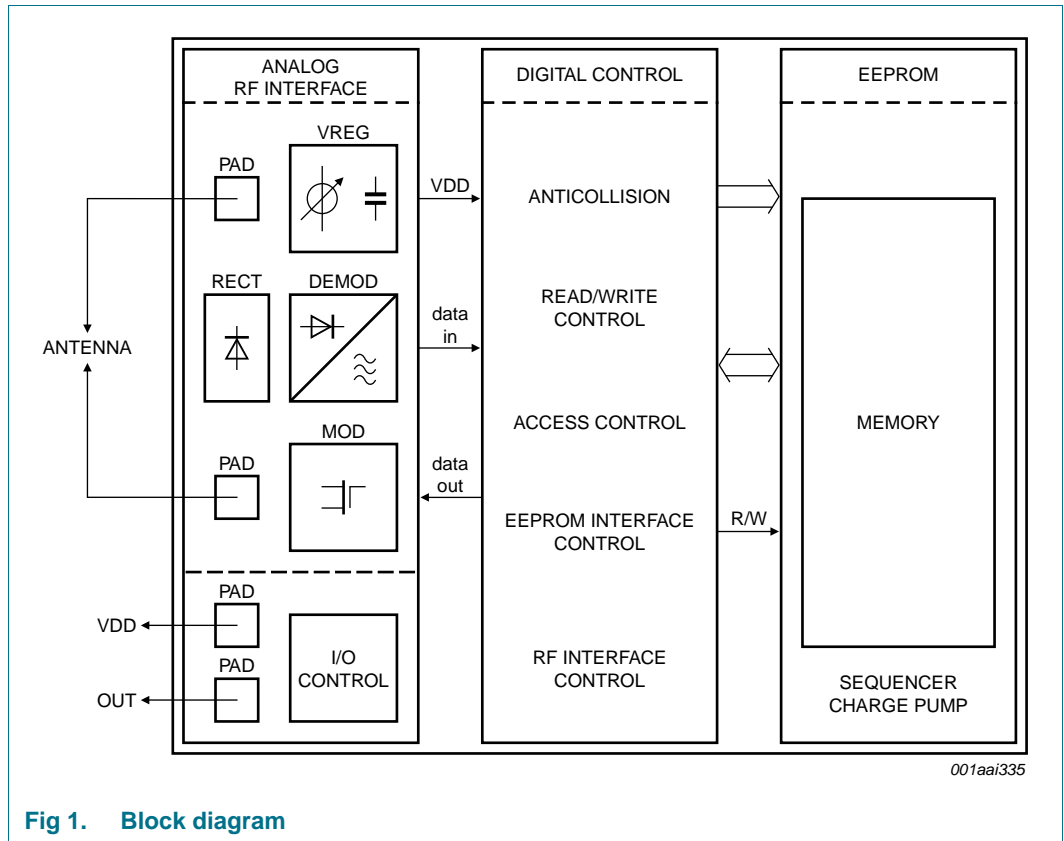 ANALOG
RF INTERFACE
DIGITAL CONTROL
EEPROM
VREG
PAD
VDD
ANTICOLLISION
RECT
DEMOD
data
in
READ/WRITE
CONTROL
ANTENNA
MOD
PAD
data
out
ACCESS CONTROL
MEMORY
EEPROM INTERFACE
CONTROL
R/W
PAD
VDD
I/O
CONTROL
PAD
OUT
RF INTERFACE
CONTROL
SEQUENCER
CHARGE PUMP
001aai335
Fig 1. Block diagram